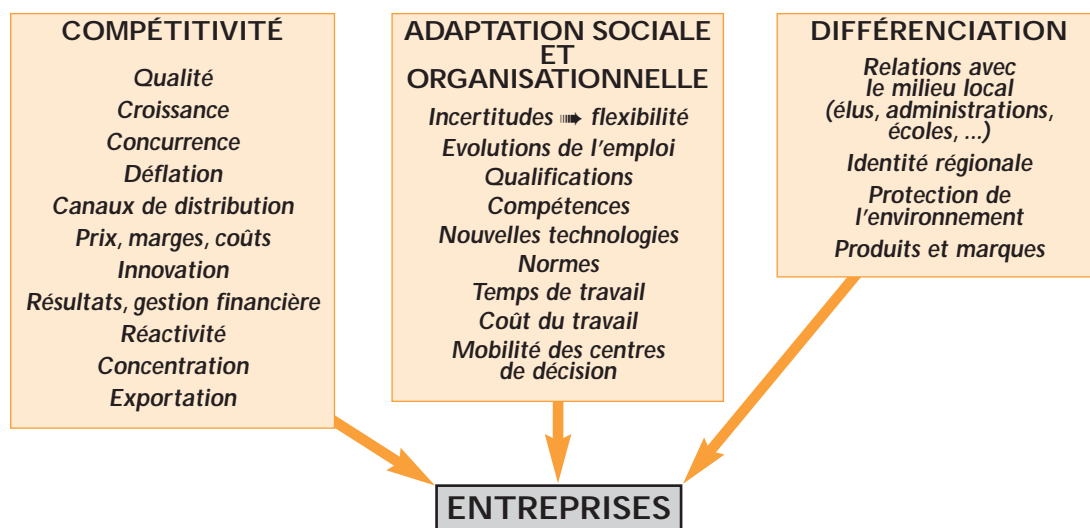 COMPÉTITIVITÉ
Qualité
Croissance
Concurrence
Déflation
Canaux de distribution
Prix, marges, coûts
Innovation
Résultats, gestion financière
Réactivité
Concentration
Exportation
ADAPTATION SOCIALE
ET
ORGANISATIONNELLE
Incertitudes ➠ flexibilité
Evolutions de l'emploi
Qualifications
Compétences
Nouvelles technologies
Normes
Temps de travail
Coût du travail
Mobilité des centres
de décision
DIFFÉRENCIATION
Relations avec
le milieu local
(élus, administrations,
écoles, ...)
Identité régionale
Protection de
l'environnement
Produits et marques
ENTREPRISES